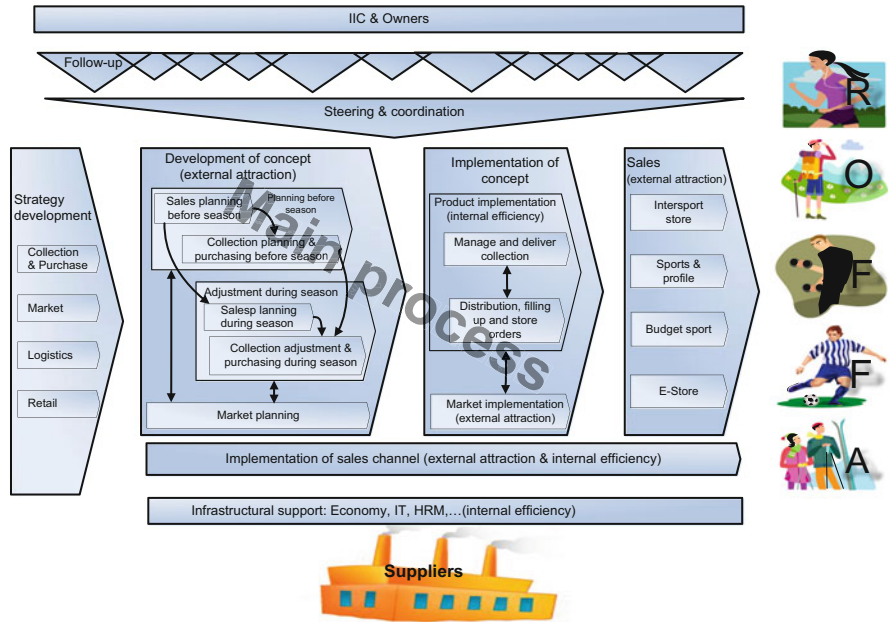 IIC & Owners
Follow-up
Steering & coordination
Strategy
development
Collection
& Purchase
Market
Logistics
Retail
Development of concept
(external attraction)
Sales planning
before season
Planning before
season
Collection planning &
purchasing before season
Adjustment during season
Salesp lanning
during season
Collection adjustment &
purchasing during season
Market planning
Main process
Implementation of
concept
Product implementation
(internal efficiency)
Manage and deliver
collection
Distribution, filling
up and store
orders
Market implementation
(external attraction)
Sales
(external attraction)
Intersport
store
Sports &
profile
Budget sport
E-Store
Implementation of sales channel (external attraction & internal efficiency)
Infrastructural support: Economy, IT, HRM,...(internal efficiency)
Suppliers
R
O
F
F
A